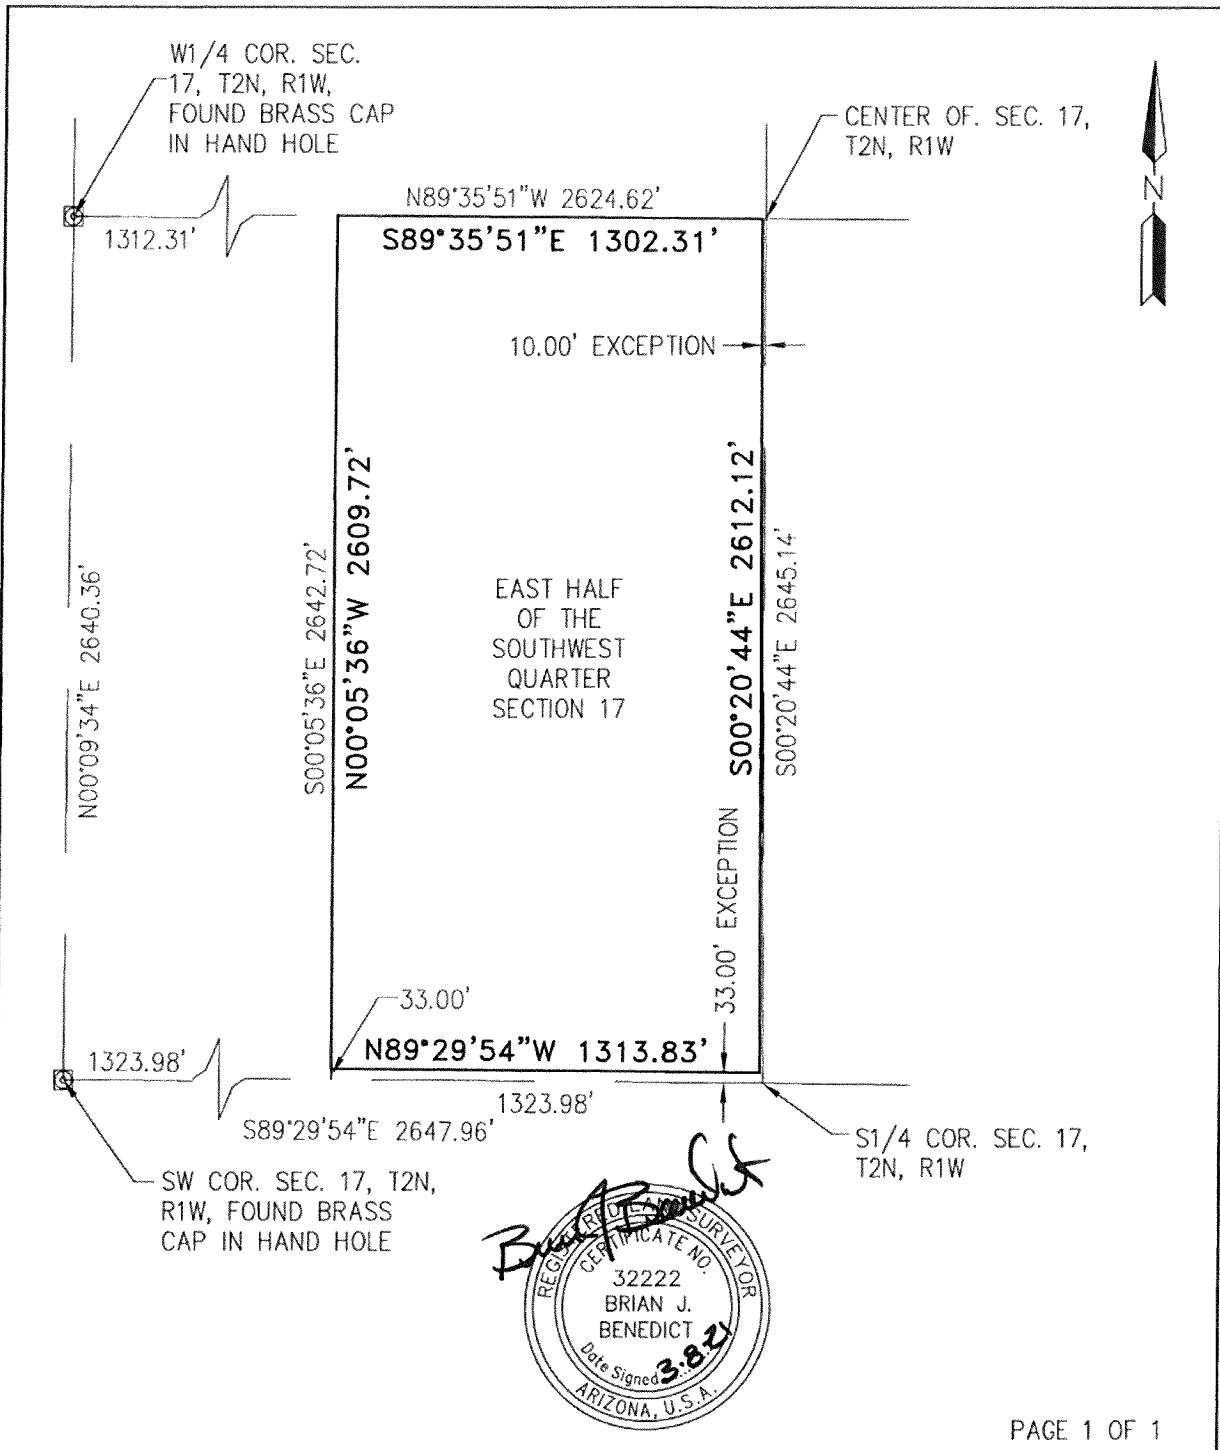 W1/4 COR. SEC.
17, T2N, R1W,
FOUND BRASS CAP
IN HAND HOLE
CENTER OF. SEC. 17,
T2N, R1W
N
N89°35'51"W 2624.62'
1312.31'
S89°35'51"E 1302.31'
10.00' EXCEPTION
N00°09'34"E 2640.36'
S00°05'36"E 2642.72'
N00°05'36"W 2609.72'
EAST HALF
OF THE
SOUTHWEST
QUARTER
SECTION 17
S00°20'44"E 2612.12'
S00°20'44"E 2645.14'
33.00' EXCEPTION
33.00'
N89°29'54"W 1313.83'
1323.98'
1323.98'
S89°29'54"E 2647.96'
SW COR. SEC. 17, T2N,
R1W, FOUND BRASS
CAP IN HAND HOLE
S1/4 COR. SEC. 17,
T2N, R1W
Brian J Benedict
REGISTERED LAND SURVEYOR
CERTIFICATE NO.
32222
BRIAN J.
BENEDICT
Date Signed 3.8.21
ARIZONA, U.S.A.
PAGE 1 OF 1